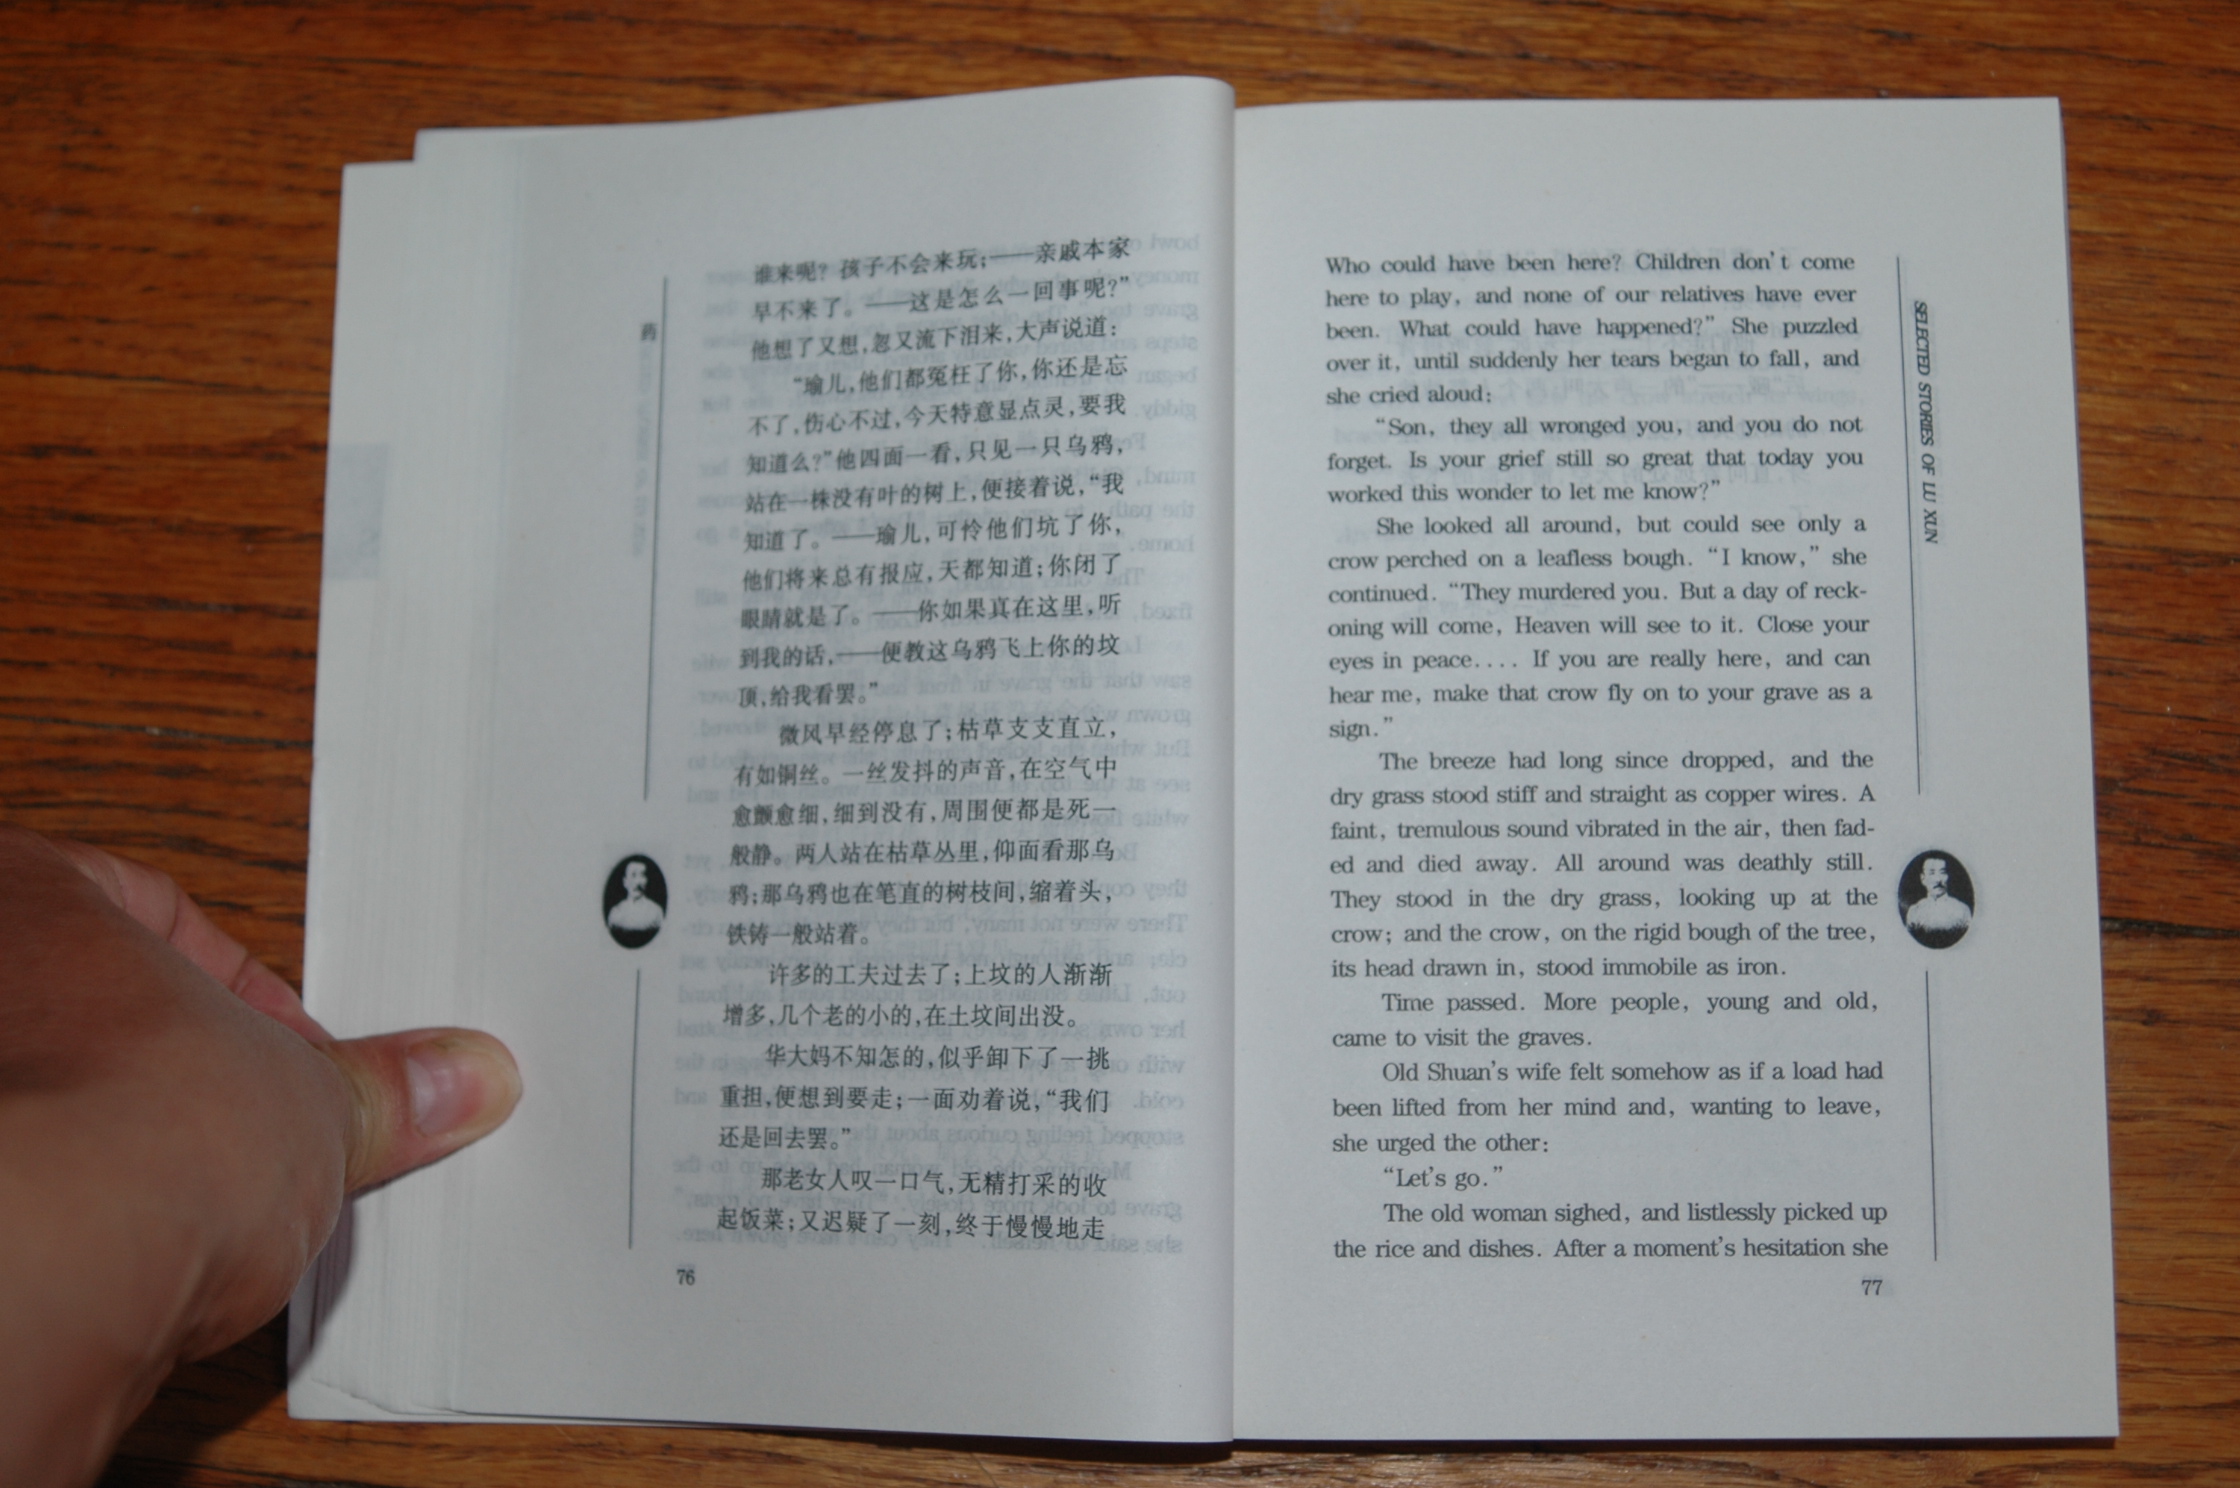 药
谁来呢？孩子不会来玩；——亲戚本家
早不来了。——这是怎么一回事呢？”
他想了又想，忽又流下泪来，大声说道：
“瑜儿，他们都冤枉了你，你还是忘
不了，伤心不过，今天特意显点灵，要我
知道么？”他四面一看，只见一只乌鸦，
站在一株没有叶的树上，便接着说，“我
知道了。——瑜儿，可怜他们坑了你，
他们将来总有报应，天都知道；你闭了
眼睛就是了。——你如果真在这里，听
到我的话，——便教这乌鸦飞上你的坟
顶，给我看罢。”
微风早经停息了；枯草支支直立，
有如铜丝。一丝发抖的声音，在空气中
愈颤愈细，细到没有，周围便都是死一
般静。两人站在枯草丛里，仰面看那乌
鸦；那乌鸦也在笔直的树枝间，缩着头，
铁铸一般站着。
许多的工夫过去了；上坟的人渐渐
增多，几个老的小的，在土坟间出没。
华大妈不知怎的，似乎卸下了一挑
重担，便想到要走；一面劝着说，“我们
还是回去罢。”
那老女人叹一口气，无精打采的收
起饭菜；又迟疑了一刻，终于慢慢地走
76
SELECTED STORIES OF LU XUN
Who could have been here? Children don't come
here to play, and none of our relatives have ever
been. What could have happened?” She puzzled
over it, until suddenly her tears began to fall, and
she cried aloud:
“Son, they all wronged you, and you do not
forget. Is your grief still so great that today you
worked this wonder to let me know?”
She looked all around, but could see only a
crow perched on a leafless bough. “I know,” she
continued. “They murdered you. But a day of reck-
oning will come, Heaven will see to it. Close your
eyes in peace.... If you are really here, and can
hear me, make that crow fly on to your grave as a
sign.”
The breeze had long since dropped, and the
dry grass stood stiff and straight as copper wires. A
faint, tremulous sound vibrated in the air, then fad-
ed and died away. All around was deathly still.
They stood in the dry grass, looking up at the
crow; and the crow, on the rigid bough of the tree,
its head drawn in, stood immobile as iron.
Time passed. More people, young and old,
came to visit the graves.
Old Shuan's wife felt somehow as if a load had
been lifted from her mind and, wanting to leave,
she urged the other:
“Let's go.”
The old woman sighed, and listlessly picked up
the rice and dishes. After a moment's hesitation she
77